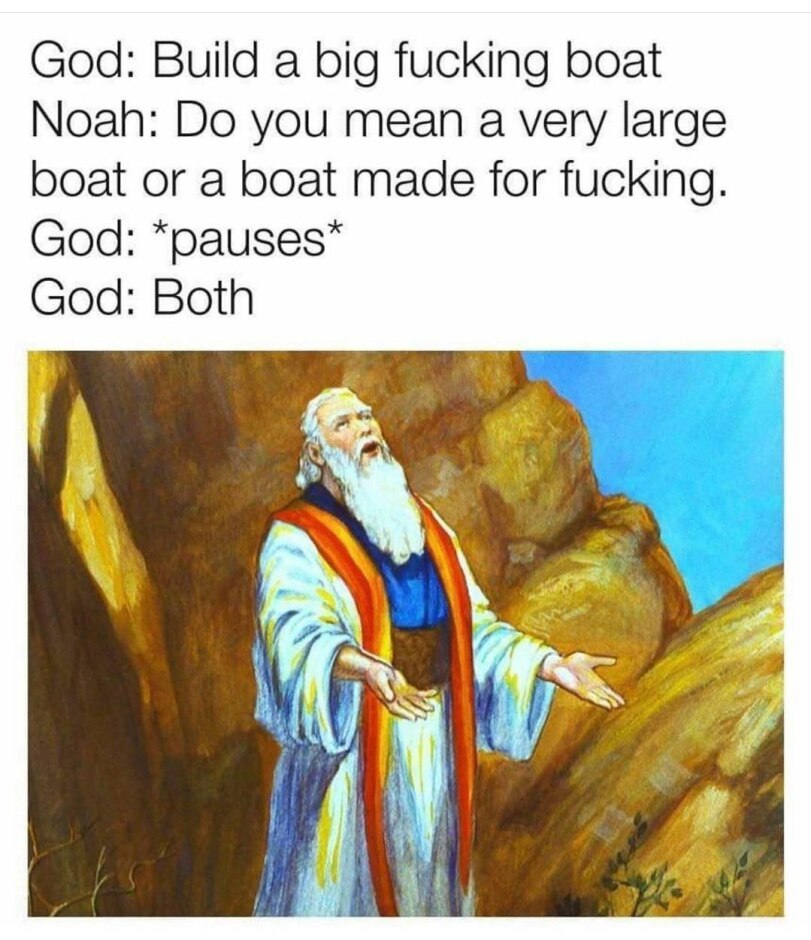 God: Build a big fucking boat
Noah: Do you mean a very large
boat or a boat made for fucking.
God: *pauses*
God: Both